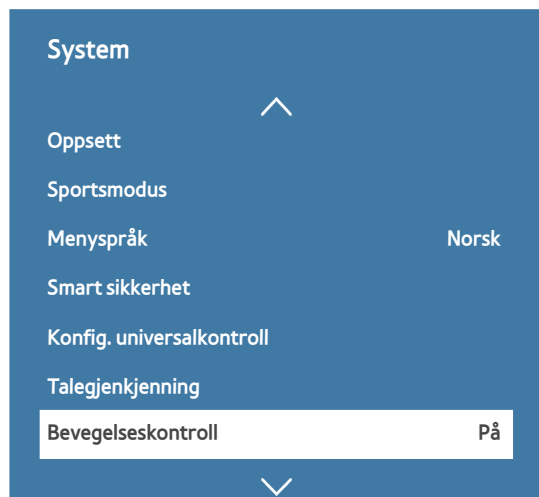 System
Oppsett
Sportsmodus
Menyspråk Norsk
Smart sikkerhet
Konfig. universalkontroll
Talegjenkjenning
Bevegelseskontroll På